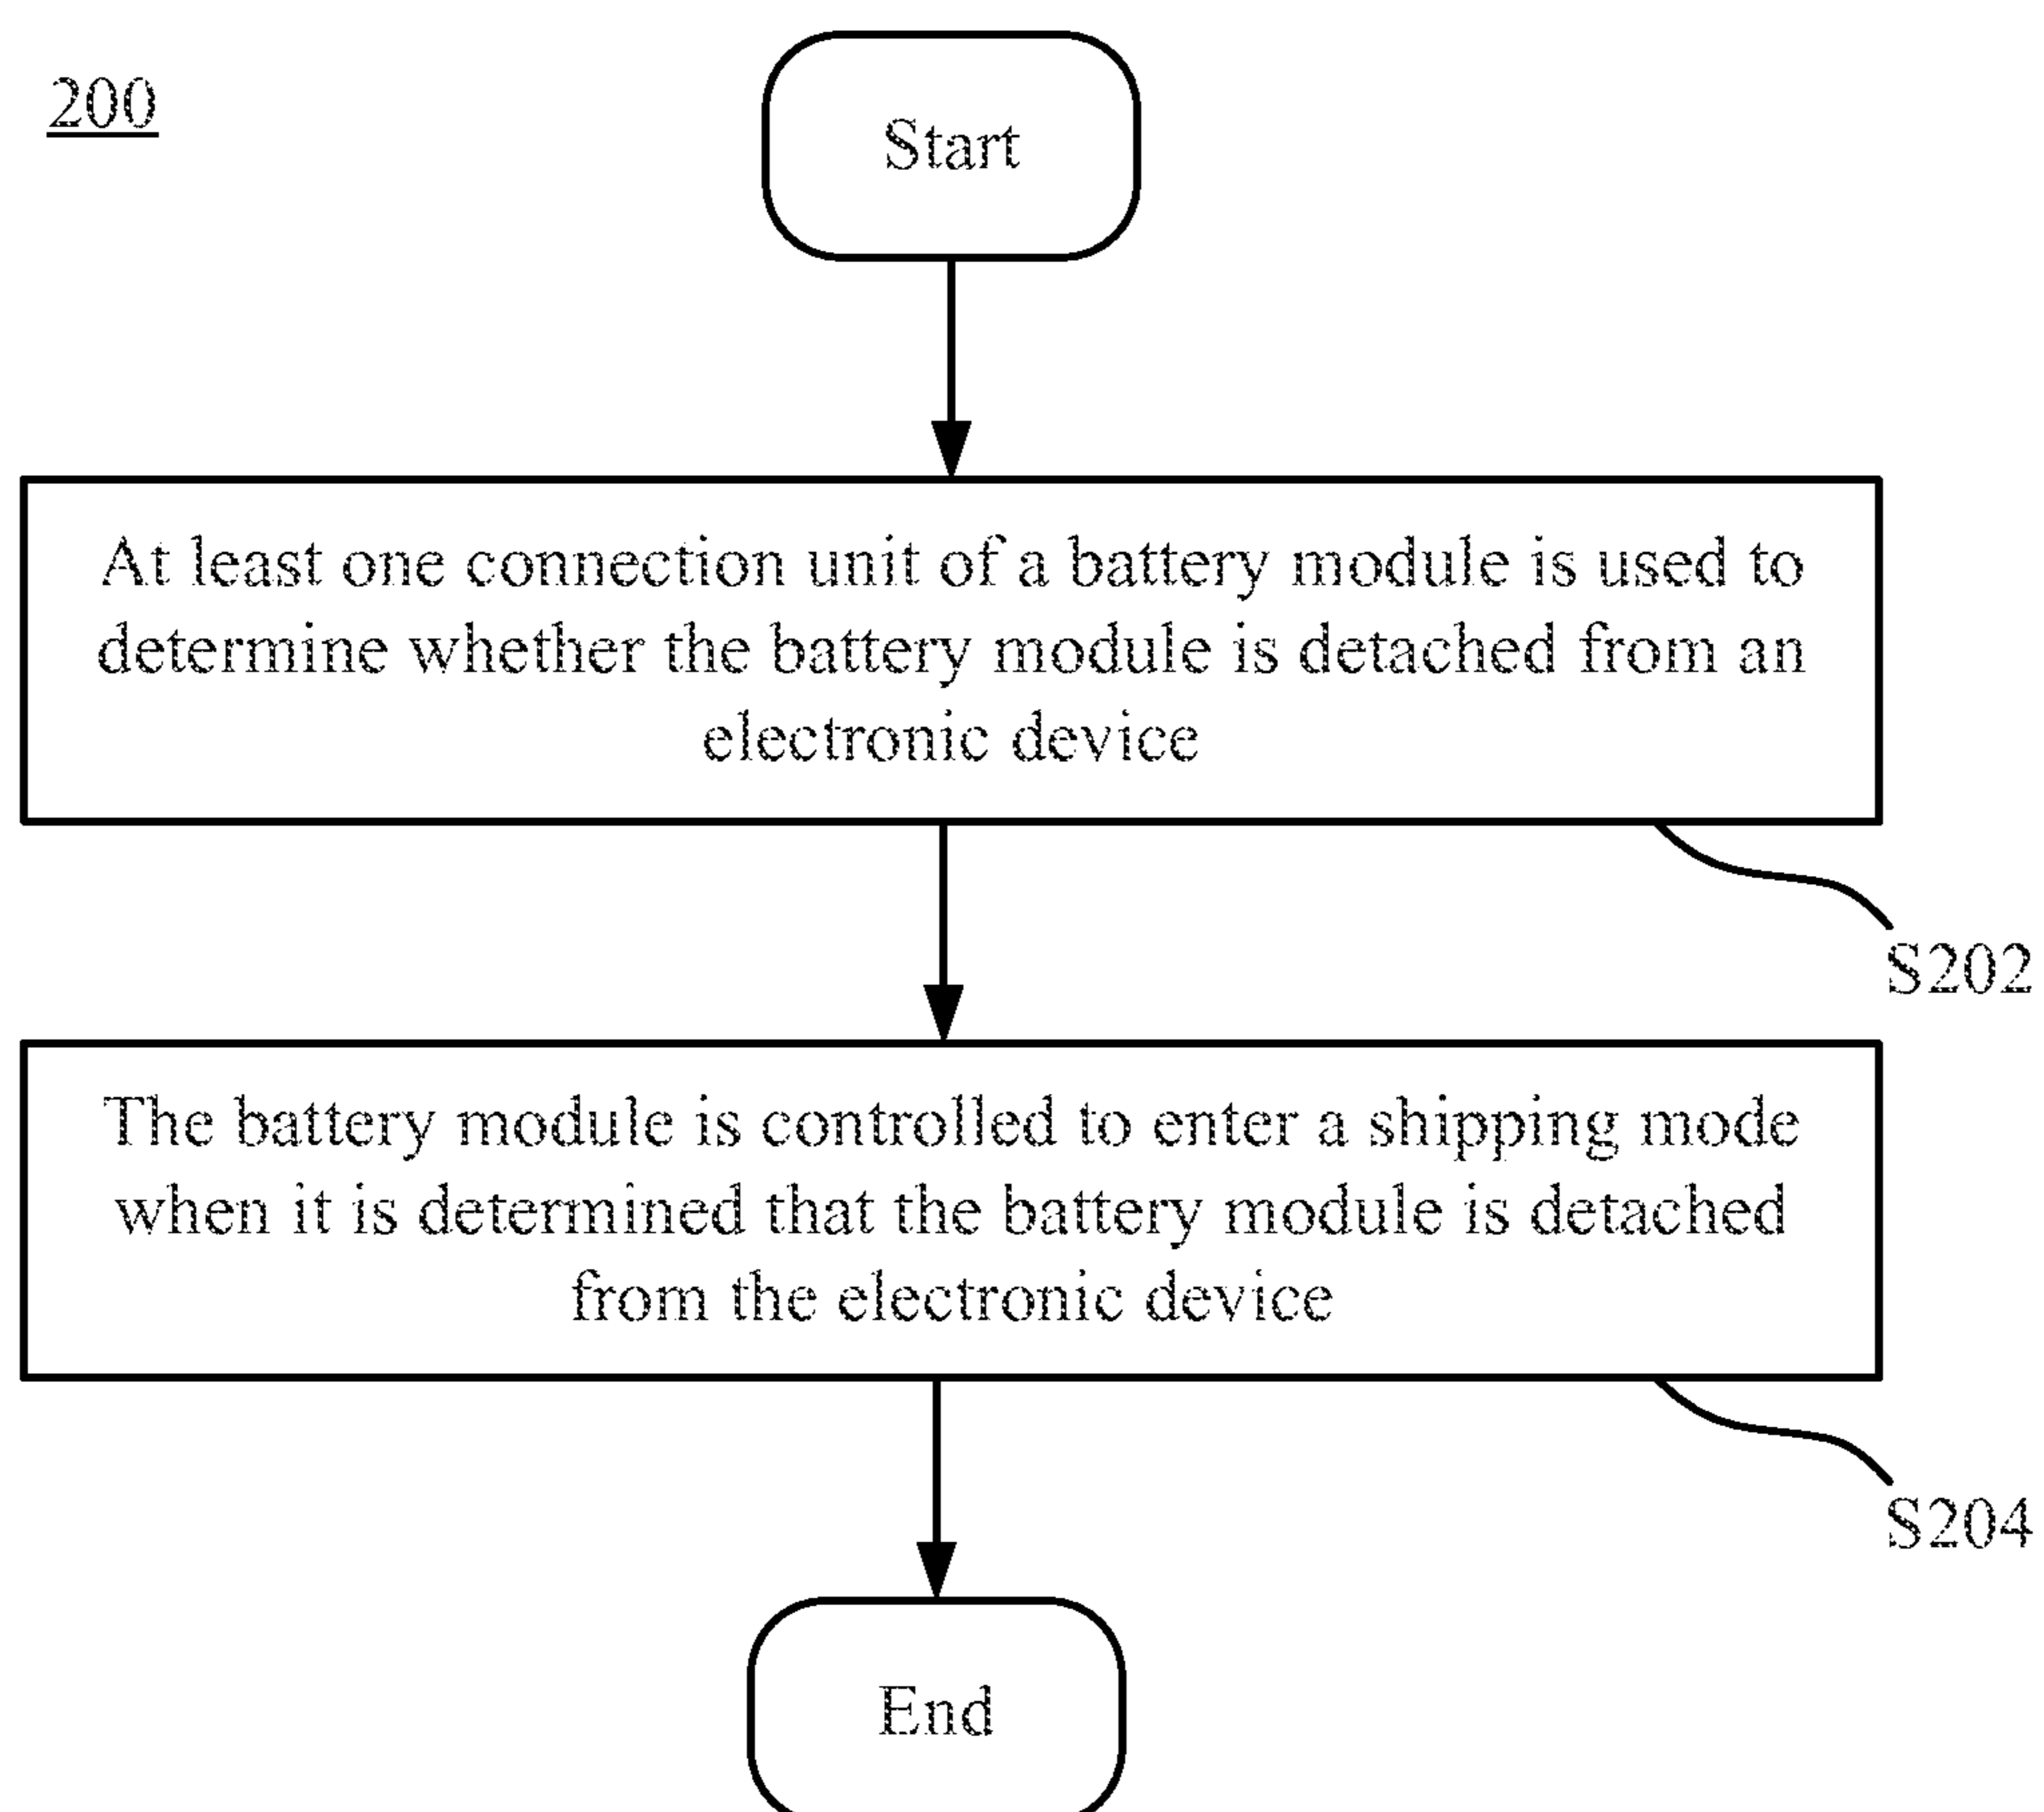 200
Start
At least one connection unit of a battery module is used to
determine whether the battery module is detached from an
electronic device
S202
The battery module is controlled to enter a shipping mode
when it is determined that the battery module is detached
from the electronic device
S204
End